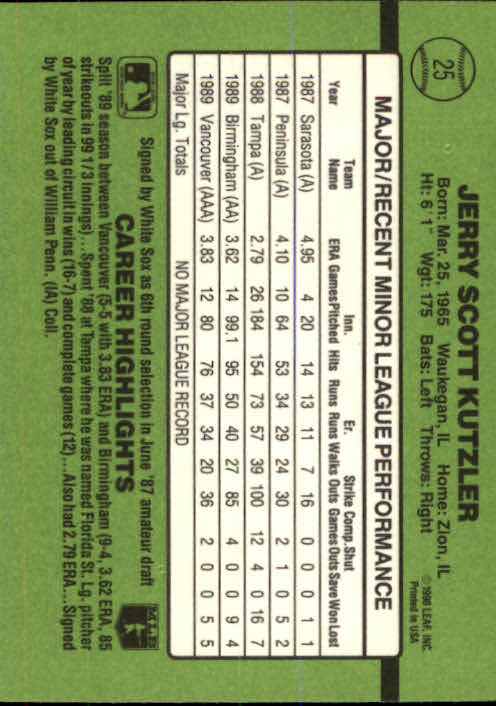 25
JERRY SCOTT KUTZLER
© 1990 LEAF, INC.
Printed in USA
Born: Mar. 25, 1965 Waukegan, IL Home: Zion, IL
Ht: 6'1" Wgt: 175 Bats: Left Throws: Right
MAJOR/RECENT MINOR LEAGUE PERFORMANCE
Team Inn. Er. Strike Comp. Shut
Year Name ERA Games Pitched Hits Runs Runs Walks Outs Games Outs Save Won Lost
1987 Sarasota (A) 4.95 4 20 14 13 11 7 16 0 0 0 1 1
1987 Peninsula (A) 4.10 10 64 53 34 29 24 30 2 1 0 5 2
1988 Tampa (A) 2.79 26 184 154 73 57 39 100 12 4 0 16 7
1989 Birmingham (AA) 3.62 14 99.1 95 50 40 27 85 4 0 0 9 4
1989 Vancouver (AAA) 3.83 12 80 76 37 34 20 36 2 0 0 5 5
Major Lg. Totals NO MAJOR LEAGUE RECORD
Signed by White Sox as 6th round selection in June '87 amateur draft
CAREER HIGHLIGHTS
MLB
Split '89 season between Vancouver (5-5 with 3.83 ERA) and Birmingham (9-4, 3.62 ERA, 85
strikeouts in 99 1/3 innings)... Spent '88 at Tampa where he was named Florida St. Lg. pitcher
of year by leading circuit in wins (16-7) and complete games (12)... Also had 2.79 ERA... Signed
by White Sox out of William Penn. (IA) Coll.